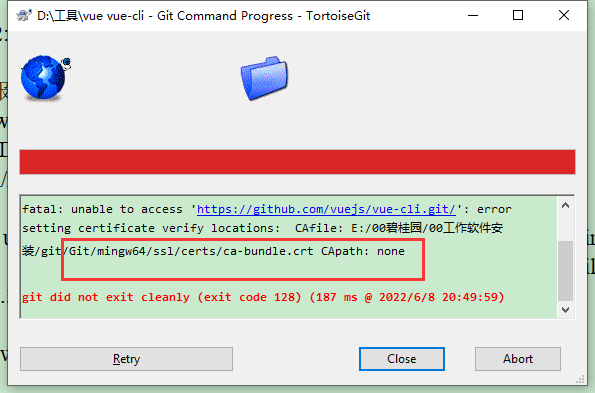 D:\工具\vue vue-cli - Git Command Progress - TortoiseGit
fatal: unable to access 'https://github.com/vuejs/vue-cli.git/': error
setting certificate verify locations:  CAfile: E:/00碧桂园/00工作软件安
装/git/Git/mingw64/ssl/certs/ca-bundle.crt CApath: none
git did not exit cleanly (exit code 128) (187 ms @ 2022/6/8 20:49:59)
Retry
Close
Abort